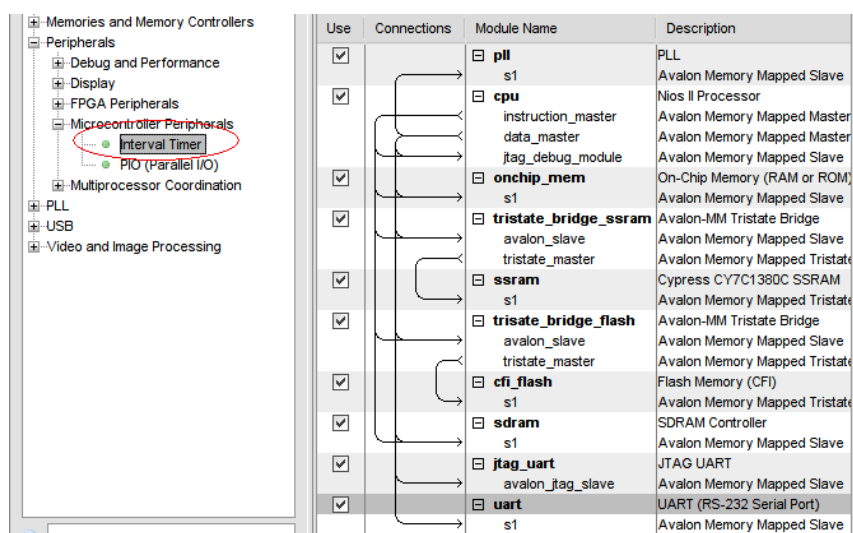 Memories and Memory Controllers
Peripherals
Debug and Performance
Display
FPGA Peripherals
Microcontroller Peripherals
Interval Timer
PIO (Parallel I/O)
Multiprocessor Coordination
PLL
USB
Video and Image Processing
Use Connections Module Name Description
pll PLL
s1 Avalon Memory Mapped Slave
cpu Nios II Processor
instruction_master Avalon Memory Mapped Master
data_master Avalon Memory Mapped Master
jtag_debug_module Avalon Memory Mapped Slave
onchip_mem On-Chip Memory (RAM or ROM)
s1 Avalon Memory Mapped Slave
tristate_bridge_ssram Avalon-MM Tristate Bridge
avalon_slave Avalon Memory Mapped Slave
tristate_master Avalon Memory Mapped Tristate
ssram Cypress CY7C1380C SSRAM
s1 Avalon Memory Mapped Tristate
trisate_bridge_flash Avalon-MM Tristate Bridge
avalon_slave Avalon Memory Mapped Slave
tristate_master Avalon Memory Mapped Tristate
cfi_flash Flash Memory (CFI)
s1 Avalon Memory Mapped Tristate
sdram SDRAM Controller
s1 Avalon Memory Mapped Slave
jtag_uart JTAG UART
avalon_jtag_slave Avalon Memory Mapped Slave
uart UART (RS-232 Serial Port)
s1 Avalon Memory Mapped Slave